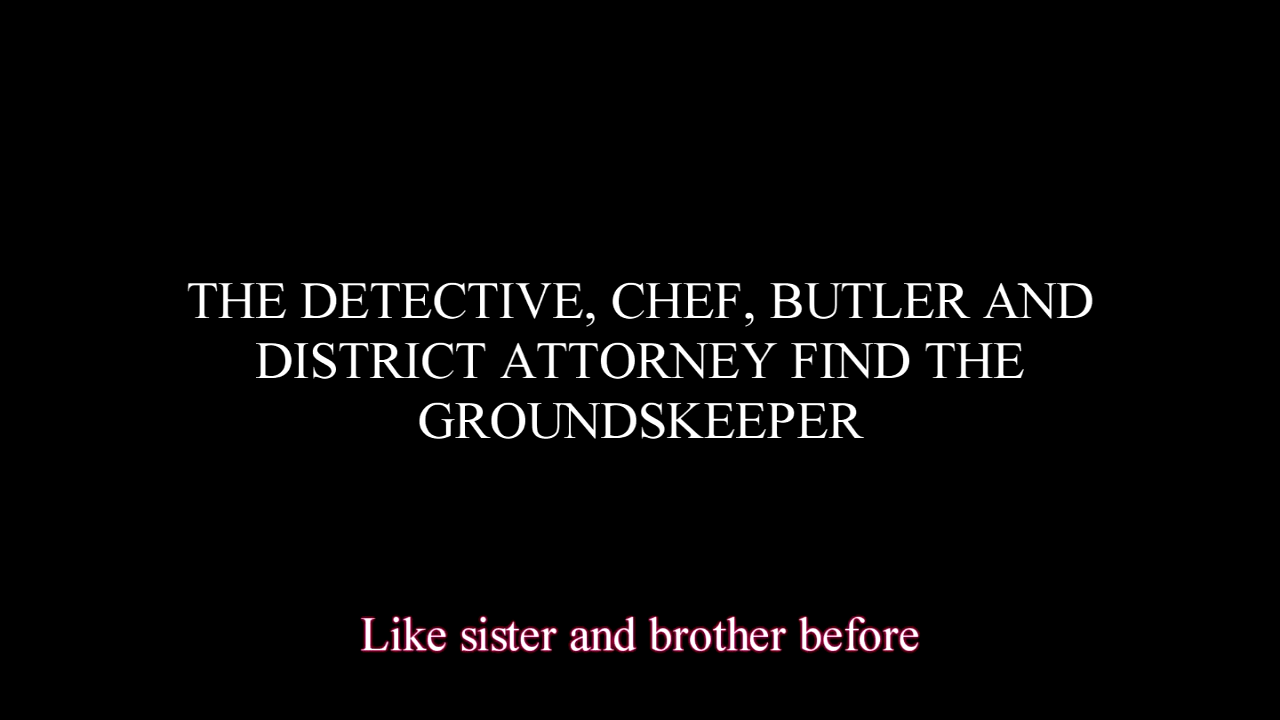 THE DETECTIVE, CHEF, BUTLER AND
DISTRICT ATTORNEY FIND THE
GROUNDSKEEPER
Like sister and brother before